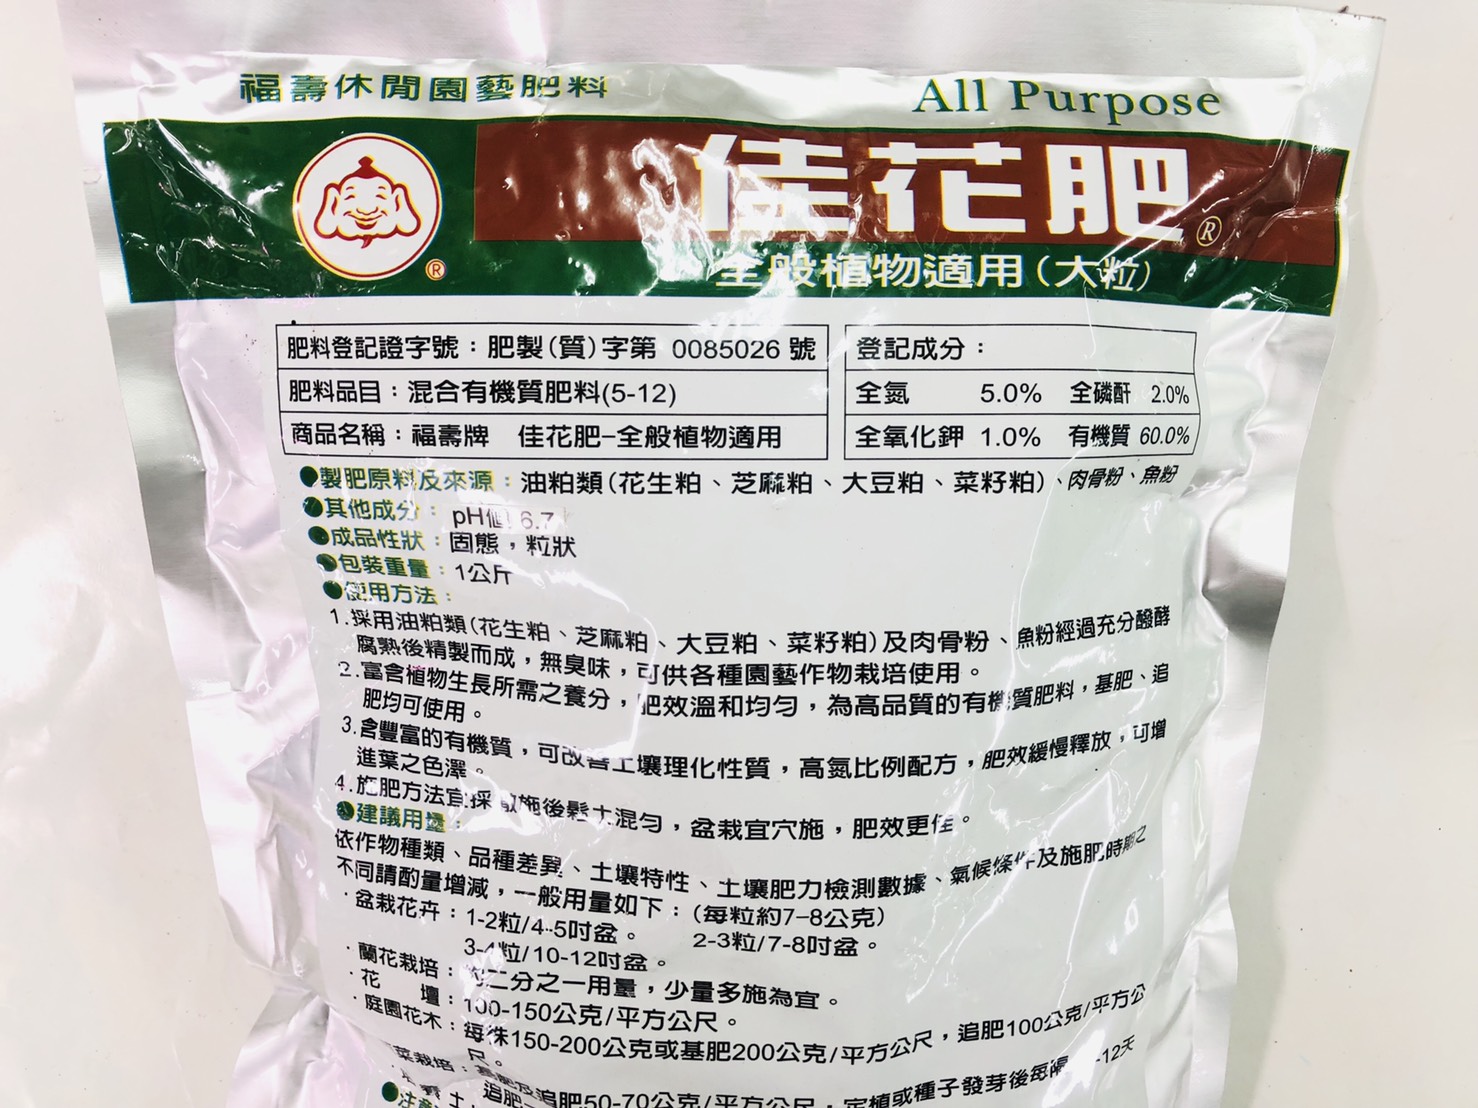 福壽休閒園藝肥料
All Purpose
佳花肥®
全般植物適用(大粒)
®
肥料登記證字號：肥製(質)字第 0085026 號
肥料品目：混合有機質肥料(5-12)
商品名稱：福壽牌 佳花肥-全般植物適用
登記成分：
全氮 5.0% 全磷酐 2.0%
全氧化鉀 1.0% 有機質 60.0%
●製肥原料及來源：油粕類(花生粕、芝麻粕、大豆粕、菜籽粕)、肉骨粉、魚粉
●其他成分：pH值 6.7
●成品性狀：固態，粒狀
●包裝重量：1公斤
●使用方法：
1.採用油粕類(花生粕、芝麻粕、大豆粕、菜籽粕)及肉骨粉、魚粉經過充分醱酵
腐熟後精製而成，無臭味，可供各種園藝作物栽培使用。
2.富含植物生長所需之養分，肥效溫和均勻，為高品質的有機質肥料，基肥、追
肥均可使用。
3.含豐富的有機質，可改善土壤理化性質，高氮比例配方，肥效緩慢釋放，可增
進葉之色澤。
4.施肥方法宜採撒施後鬆土混勻，盆栽宜穴施，肥效更佳。
●建議用量：
依作物種類、品種差異、土壤特性、土壤肥力檢測數據、氣候條件及施肥時期之
不同請酌量增減，一般用量如下：(每粒約7-8公克)
·盆栽花卉：1-2粒/4-5吋盆。 2-3粒/7-8吋盆。
3-4粒/10-12吋盆。
·蘭花栽培：約二分之一用量，少量多施為宜。
·花 壇：100-150公克/平方公尺。
·庭園花木：每株150-200公克或基肥200公克/平方公尺，追肥100公克/平方公
尺。
菜栽培：基肥及追肥50-70公克/平方公尺，定植或種子發芽後每隔 -12天
追肥一
●注意